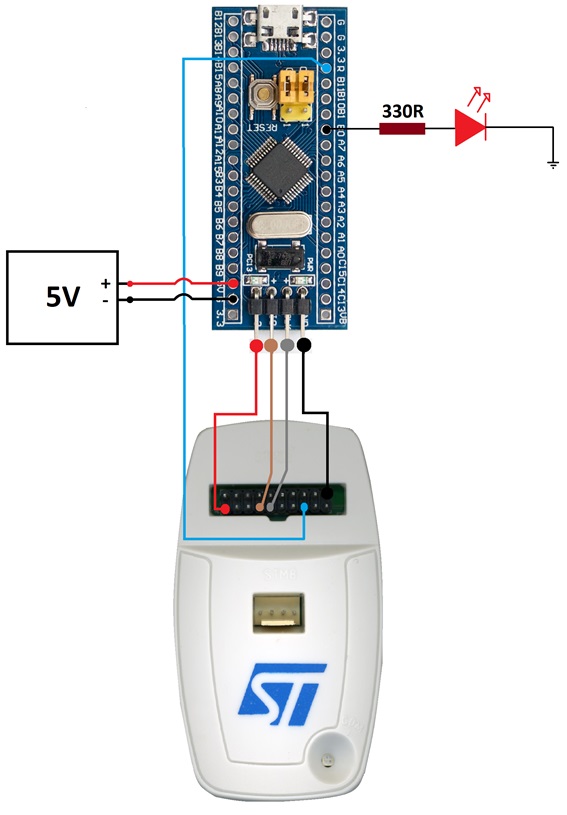 B12 B13 B14 B15 A8 A9 A10 A11 A12 A15 B3 B4 B5 B6 B7 B8 B9
3.3
G G 3.3 R B11 B10 B1 B0 A7 A6 A5 A4 A3 A2 A1 A0 C15 C14 C13 VB
RESET
PC13
PWR
330R
5V
+
-
ST